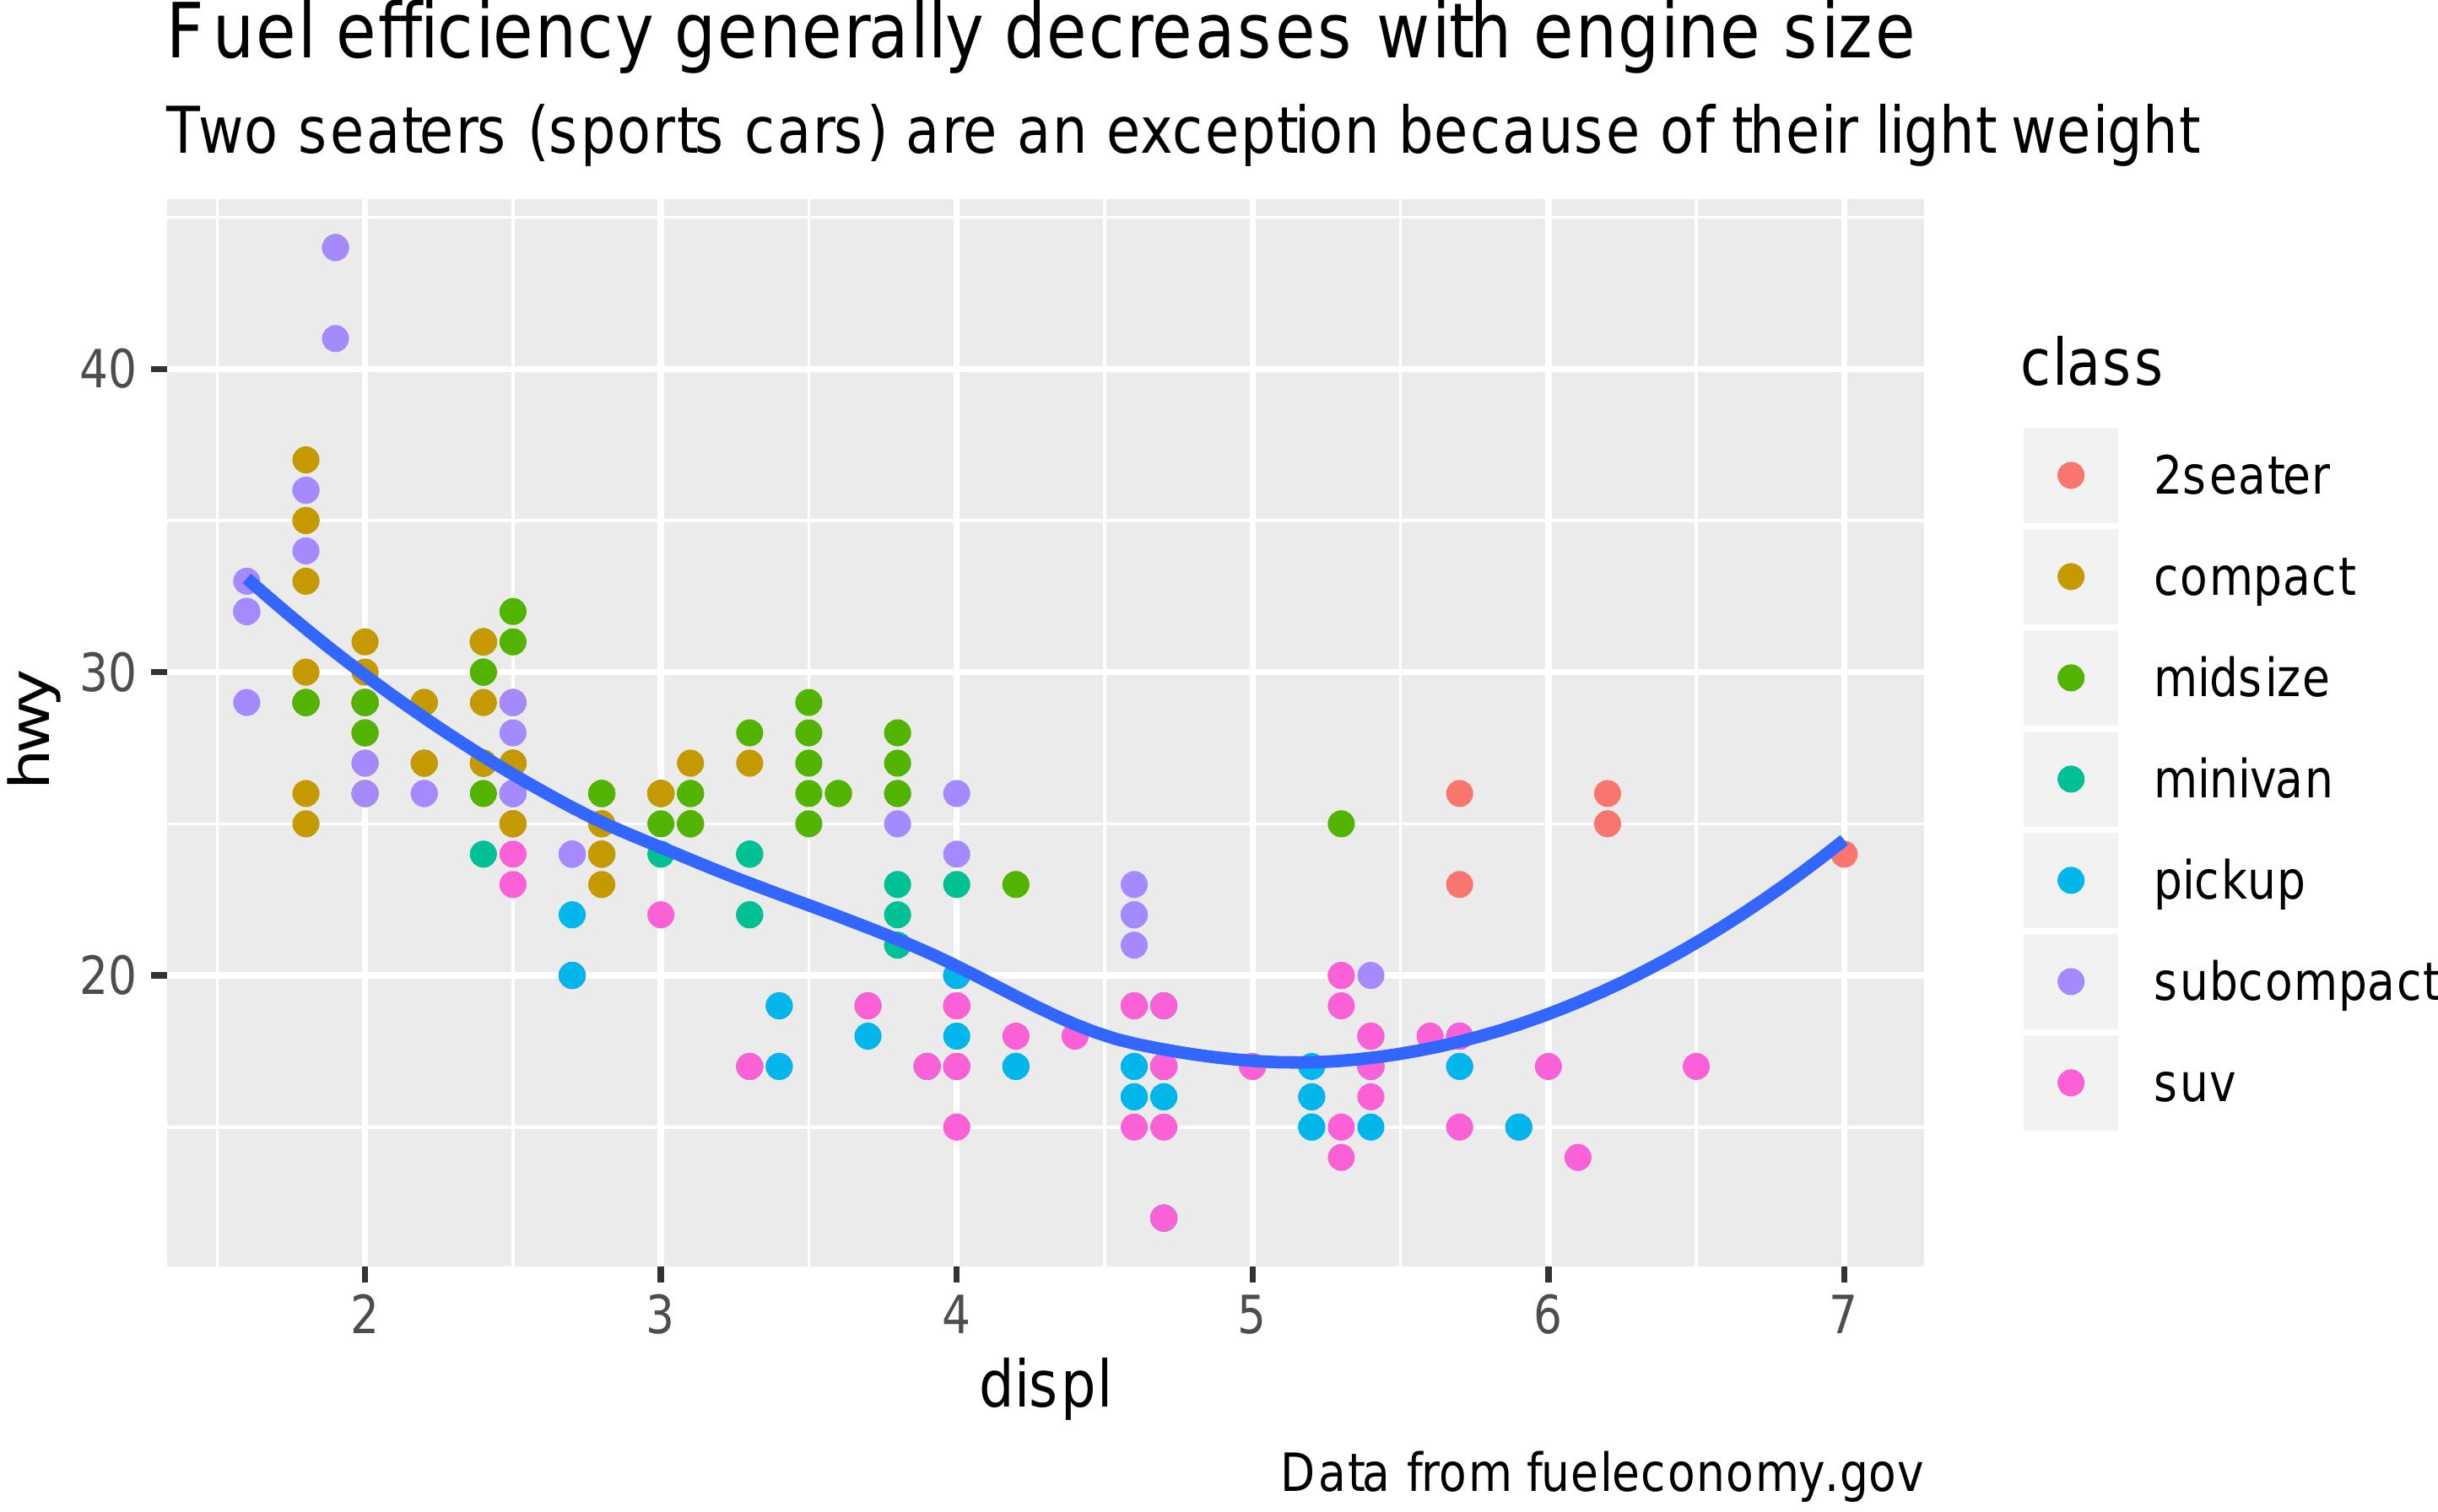 Fuel efficiency generally decreases with engine size
Two seaters (sports cars) are an exception because of their light weight
40
30
20
hwy
2 3 4 5 6 7
displ
class
2seater
compact
midsize
minivan
pickup
subcompact
suv
Data from fueleconomy.gov